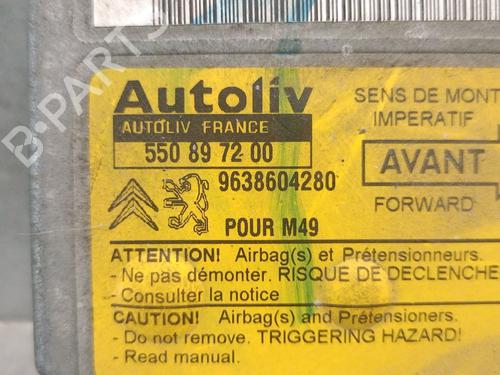 Autoliv
AUTOLIV FRANCE
550 89 72 00
9638604280
POUR M49
SENS DE MONT
IMPERATIF
AVANT
FORWARD
ATTENTION! Airbag(s) et Prétensionneurs.
- Ne pas démonter. RISQUE DE DECLENCHE
- Consulter la notice
CAUTION! Airbag(s) and Pretensioners.
- Do not remove. TRIGGERING HAZARD!
- Read manual.